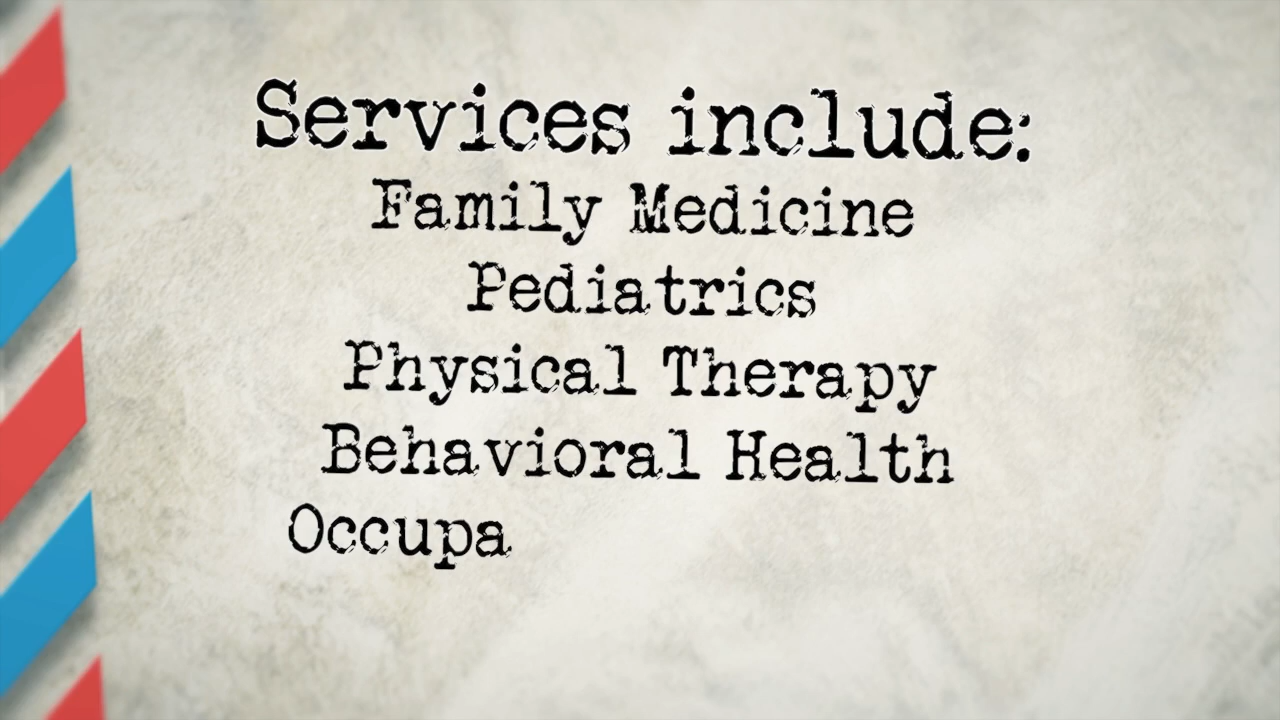 Services include:
Family Medicine
Pediatrics
Physical Therapy
Behavioral Health
Occupa